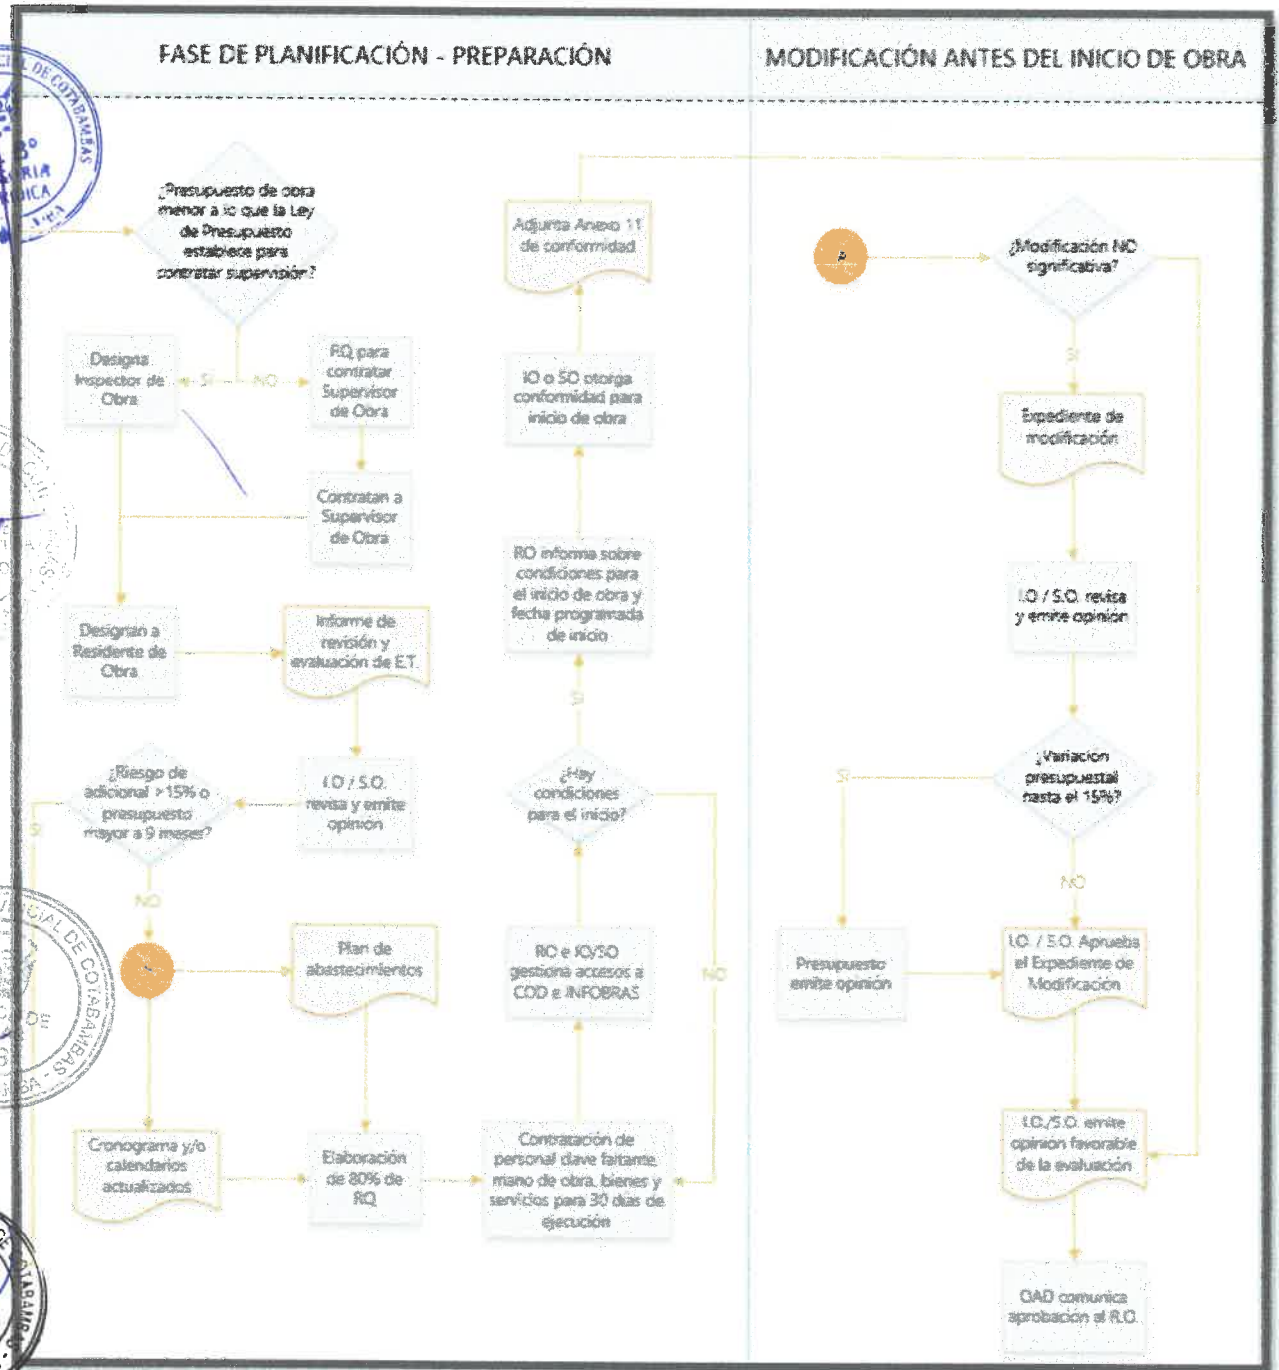 FASE DE PLANIFICACIÓN - PREPARACIÓN
MODIFICACIÓN ANTES DEL INICIO DE OBRA
¿Presupuesto de obra
menor a lo que la Ley
de Presupuesto
establece para
contratar supervisión?
Designa
Inspector de
Obra
SÍ
NO
RQ para
contratar
Supervisor
de Obra
Contratan a
Supervisor
de Obra
Designan a
Residente de
Obra
Informe de
revisión y
evaluación de E.T.
I.O / S.O.
revisa y emite
opinión
¿Riesgo de
adicional >15% o
presupuesto
mayor a 9 meses?
SI
NO
Plan de
abastecimientos
Cronograma y/o
calendarios
actualizados
Elaboración
de 80% de
RQ
Contratación de
personal clave faltante,
mano de obra, bienes y
servicios para 30 días de
ejecución
RO e IO/SO
gestiona accesos a
COD e INFOBRAS
¿Hay
condiciones
para el inicio?
NO
SI
RO informa sobre
condiciones para
el inicio de obra y
fecha programada
de inicio
IO o SO otorga
conformidad para
inicio de obra
Adjunta Anexo 11
de conformidad
¿Modificación NO
significativa?
SI
Expediente de
modificación
I.O / S.O. revisa
y emite opinión
¿Variación
presupuestal
hasta el 15%?
SI
NO
Presupuesto
emite opinión
I.O. / S.O. Aprueba
el Expediente de
Modificación
I.O./S.O. emite
opinión favorable
de la evaluación
OAD comunica
aprobación al R.O.
DE COTABAMBAS
DE COTABAMBAS